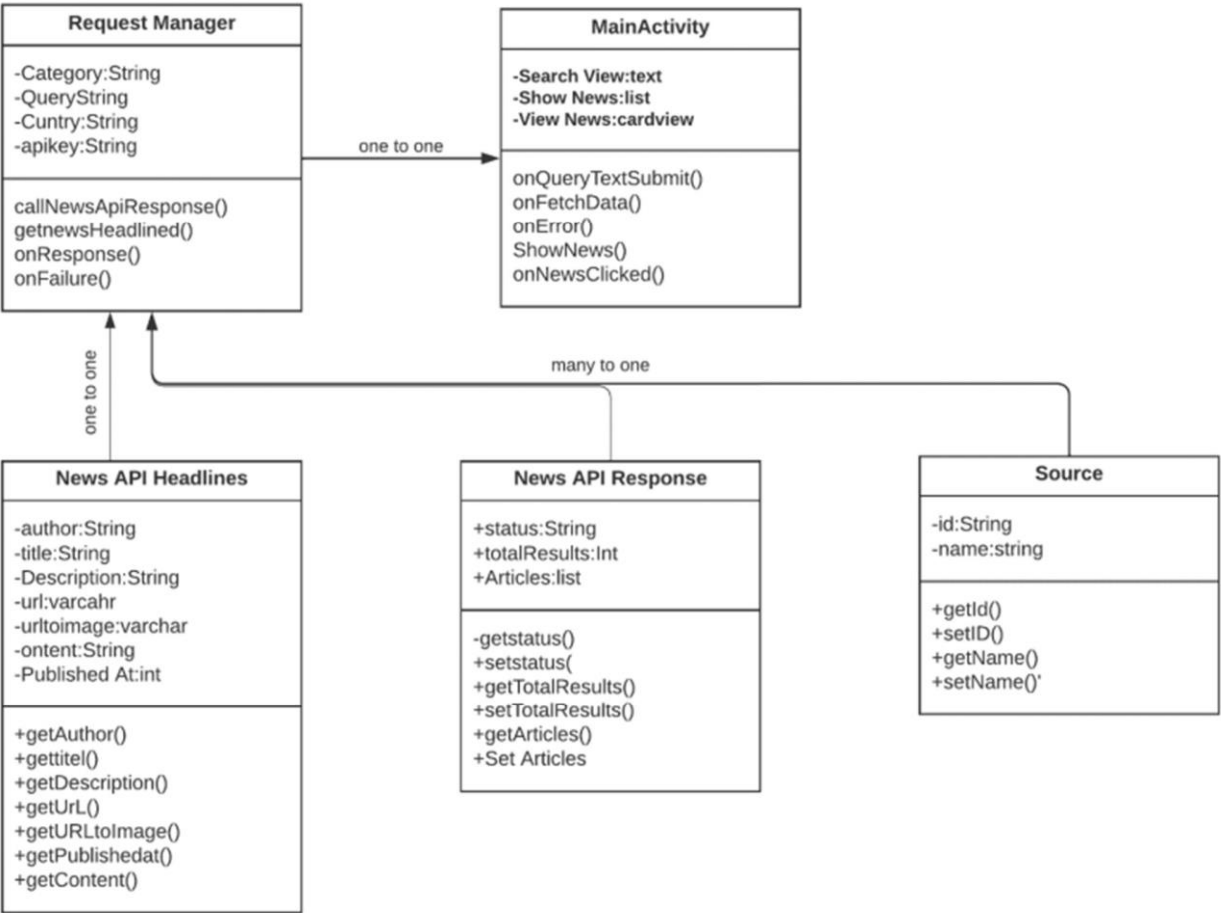 Request Manager
-Category:String
-QueryString
-Cuntry:String
-apikey:String
callNewsApiResponse()
getnewsHeadlined()
onResponse()
onFailure()
one to one
MainActivity
-Search View:text
-Show News:list
-View News:cardview
onQueryTextSubmit()
onFetchData()
onError()
ShowNews()
onNewsClicked()
one to one
many to one
News API Headlines
-author:String
-title:String
-Description:String
-url:varcahr
-urltoimage:varchar
-ontent:String
-Published At:int
+getAuthor()
+gettitel()
+getDescription()
+getUrL()
+getURLtoImage()
+getPublishedat()
+getContent()
News API Response
+status:String
+totalResults:Int
+Articles:list
-getstatus()
+setstatus(
+getTotalResults()
+setTotalResults()
+getArticles()
+Set Articles
Source
-id:String
-name:string
+getId()
+setID()
+getName()
+setName()'